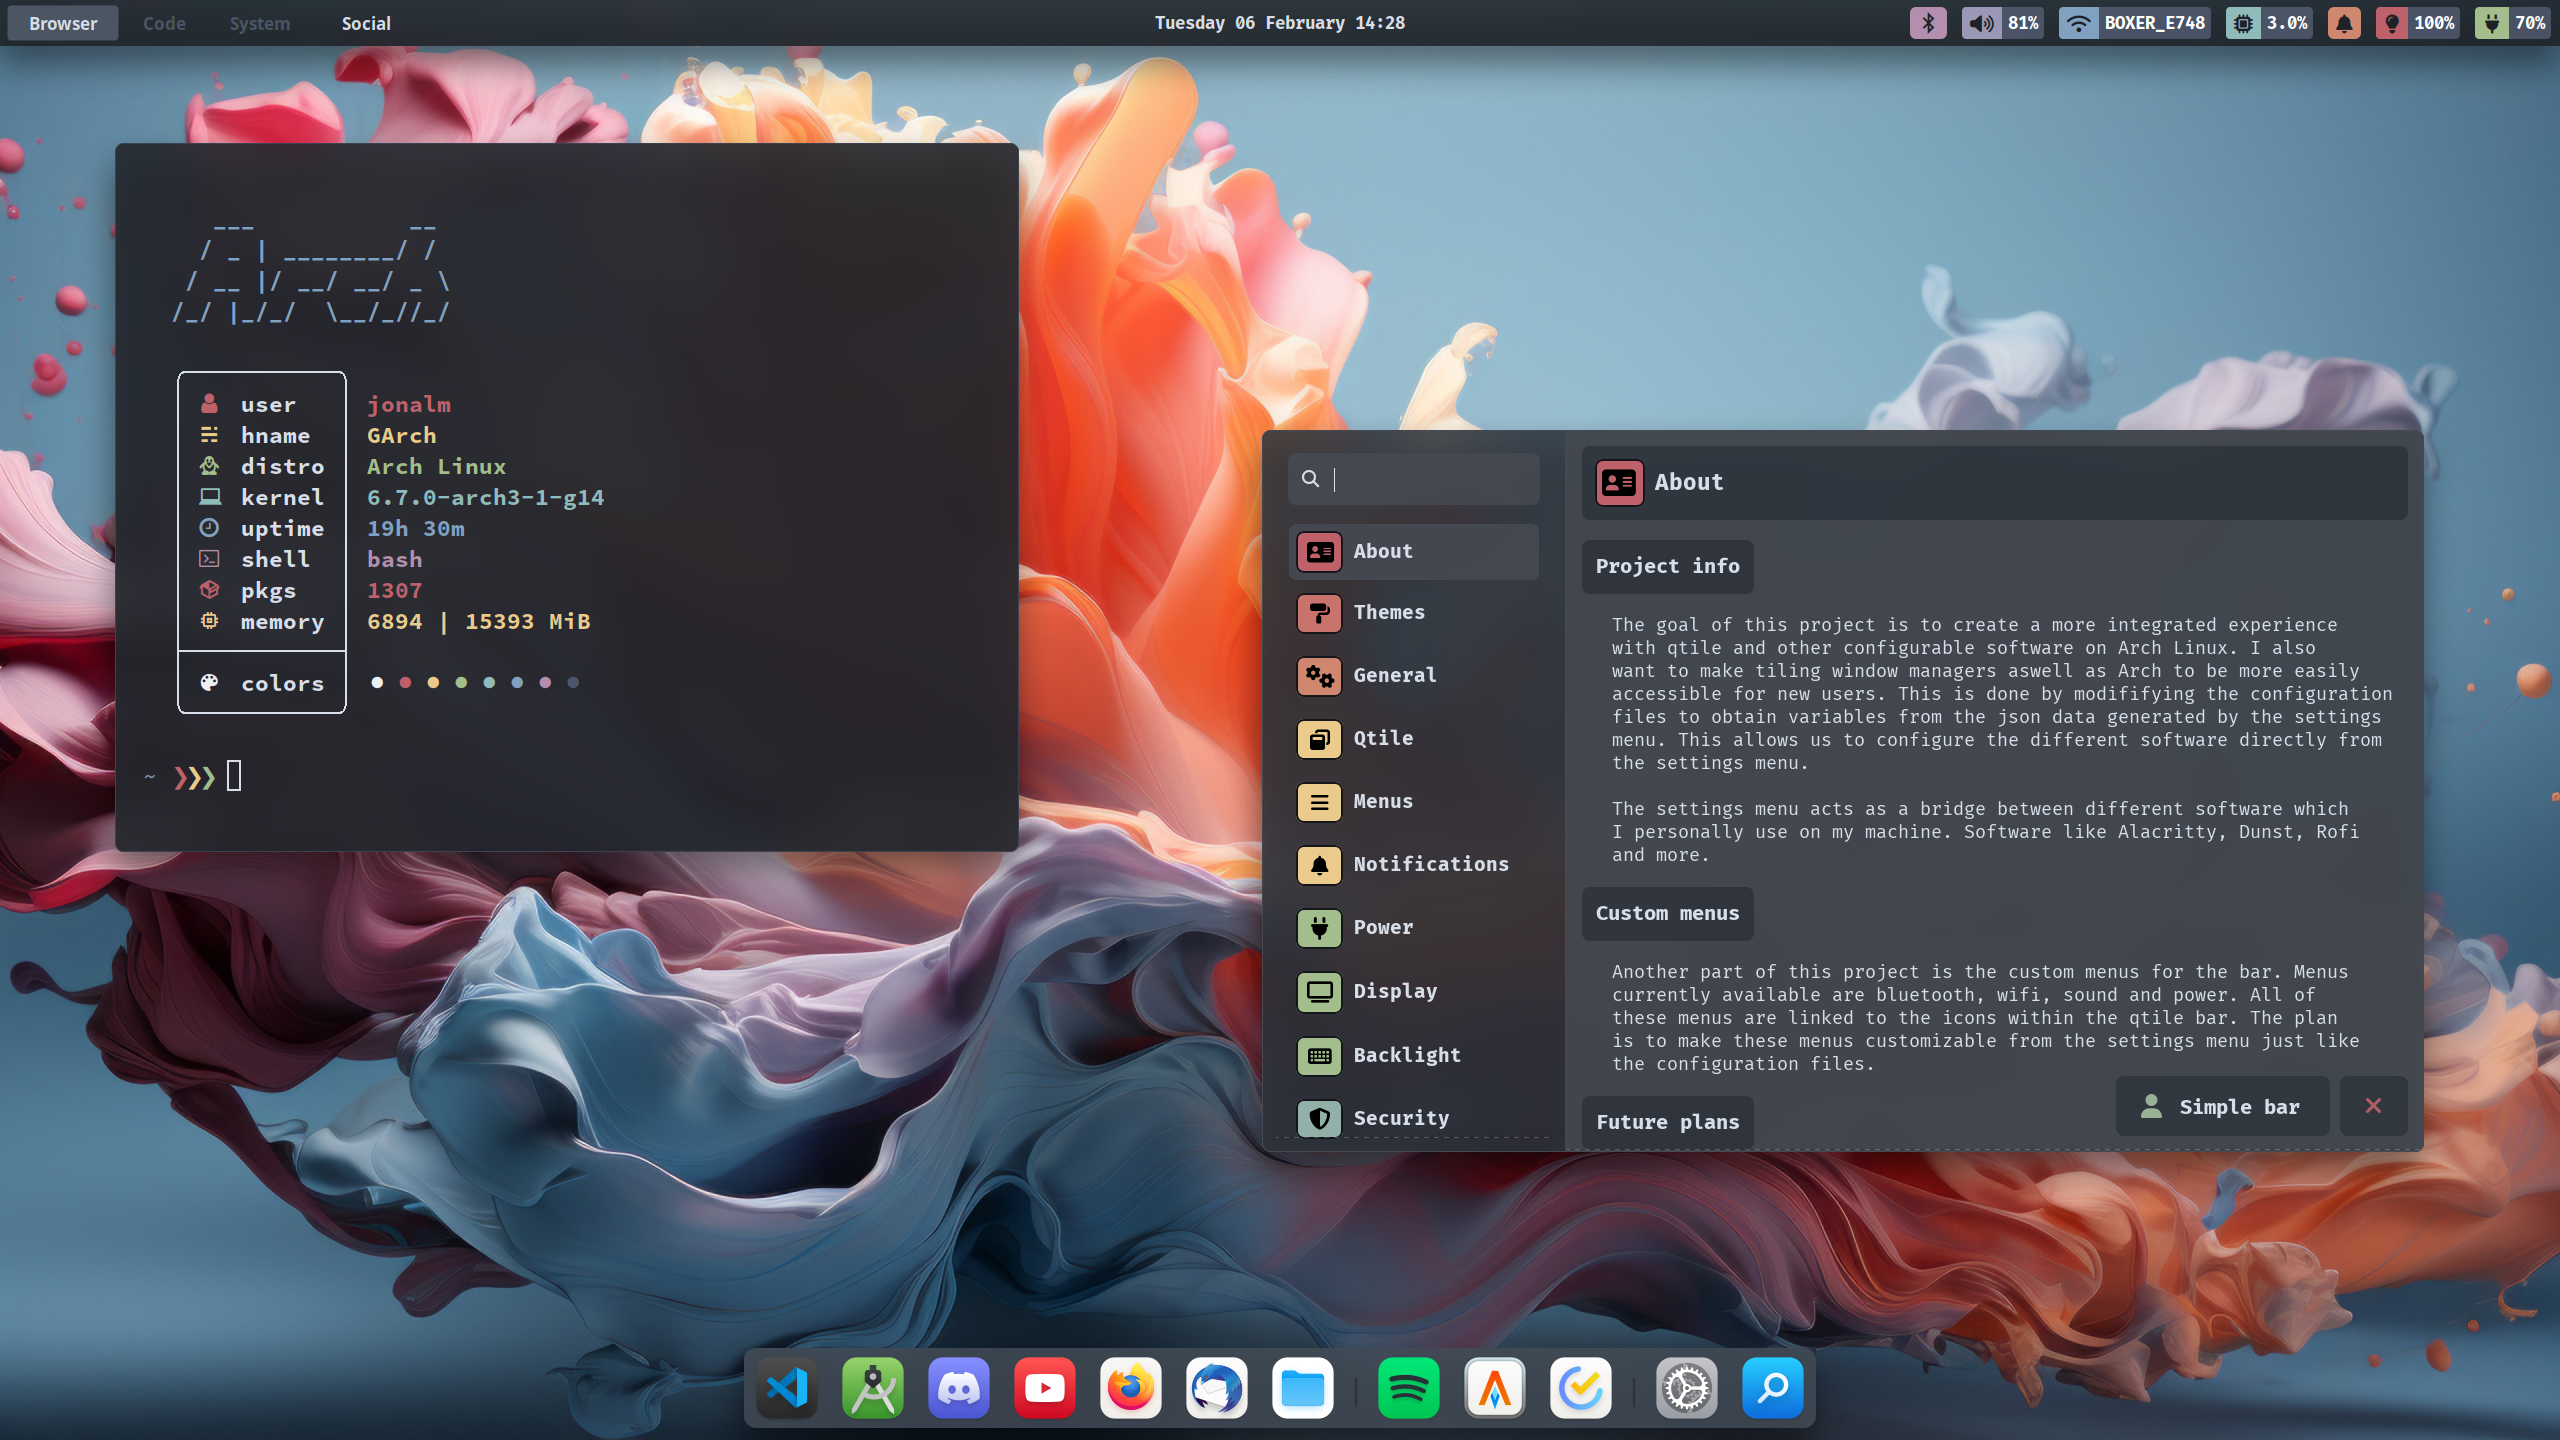 Browser Code System Social
Tuesday 06 February 14:28
81% BOXER_E748 3.0% 100% 70%
Arch
user jonalm
hname GArch
distro Arch Linux
kernel 6.7.0-arch3-1-g14
uptime 19h 30m
shell bash
pkgs 1307
memory 6894 | 15393 MiB
colors
~ ❯❯❯
About
Themes
General
Qtile
Menus
Notifications
Power
Display
Backlight
Security
About
Project info
The goal of this project is to create a more integrated experience
with qtile and other configurable software on Arch Linux. I also
want to make tiling window managers aswell as Arch to be more easily
accessible for new users. This is done by modififying the configuration
files to obtain variables from the json data generated by the settings
menu. This allows us to configure the different software directly from
the settings menu.
The settings menu acts as a bridge between different software which
I personally use on my machine. Software like Alacritty, Dunst, Rofi
and more.
Custom menus
Another part of this project is the custom menus for the bar. Menus
currently available are bluetooth, wifi, sound and power. All of
these menus are linked to the icons within the qtile bar. The plan
is to make these menus customizable from the settings menu just like
the configuration files.
Future plans
Simple bar